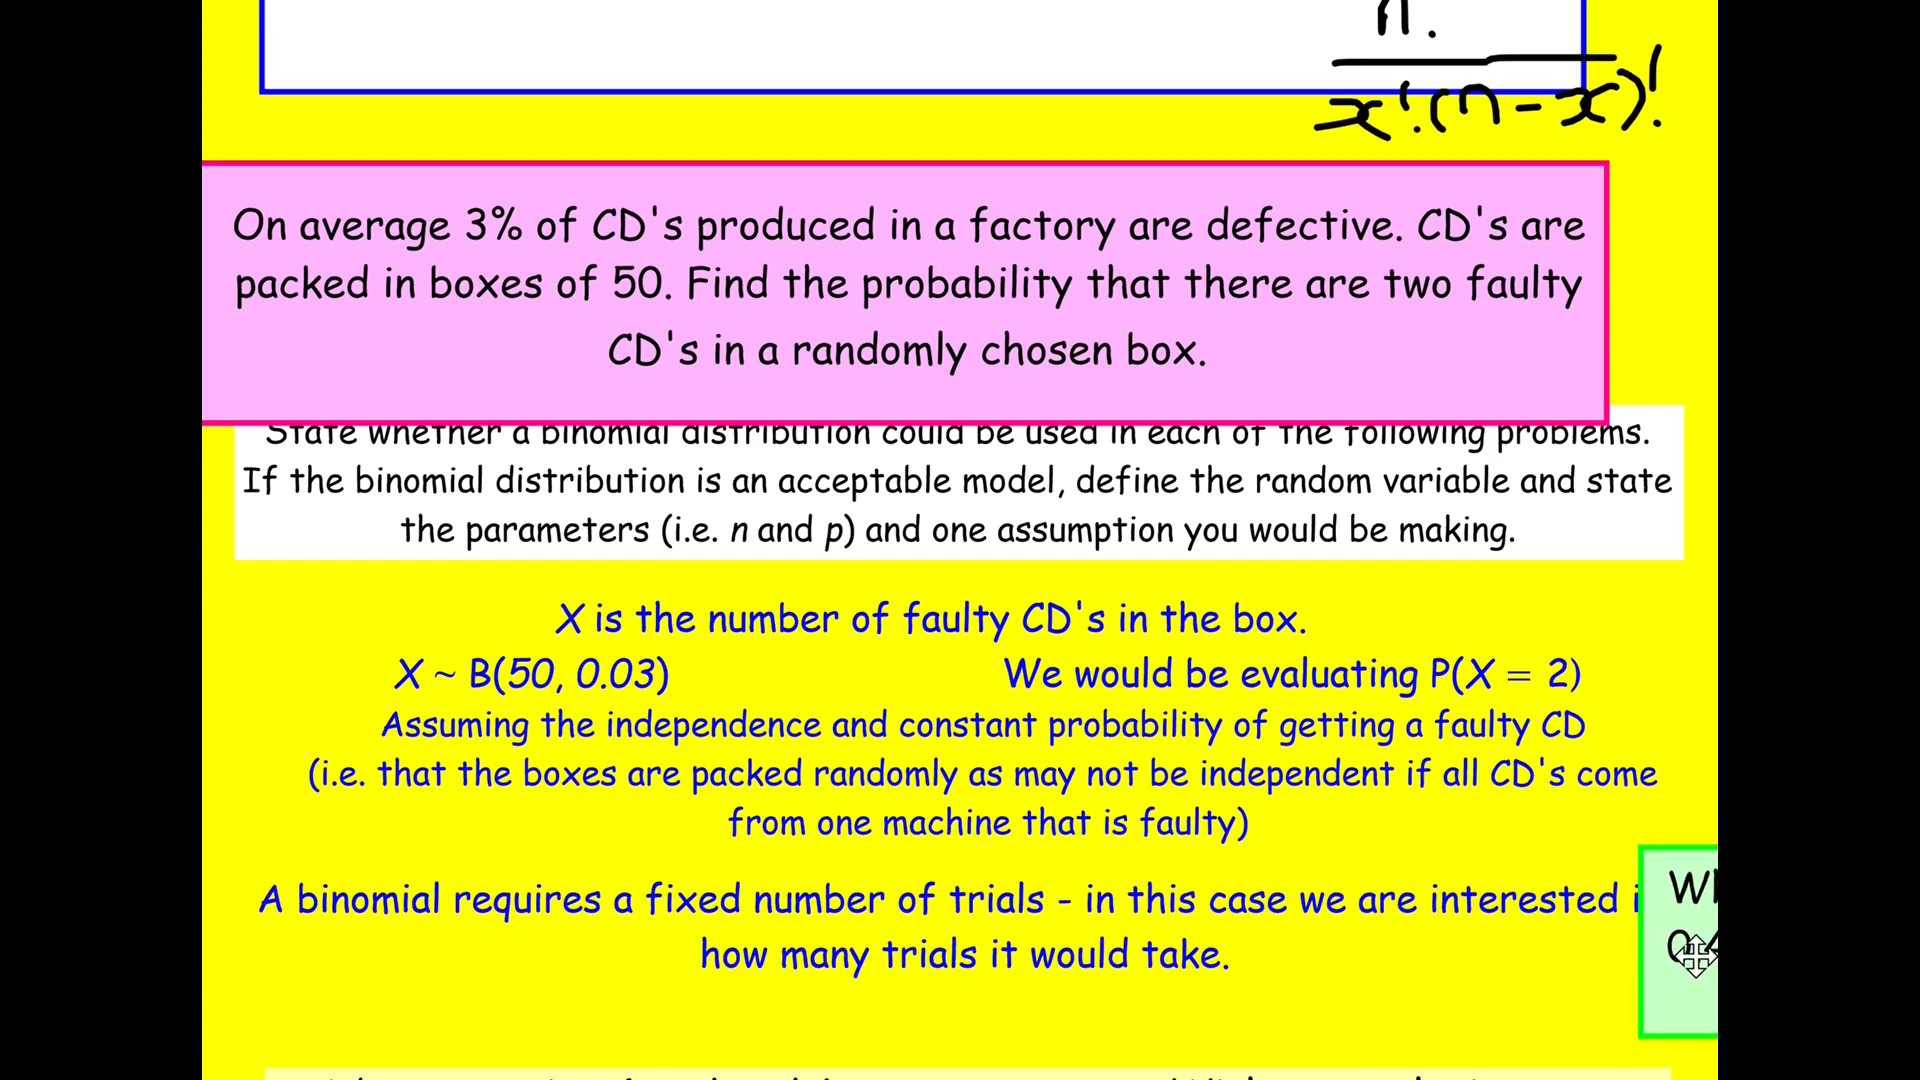 n.
x!(n-x)!
On average 3% of CD's produced in a factory are defective. CD's are
packed in boxes of 50. Find the probability that there are two faulty
CD's in a randomly chosen box.
State whether a binomial distribution could be used in each of the following problems.
If the binomial distribution is an acceptable model, define the random variable and state
the parameters (i.e. n and p) and one assumption you would be making.
X is the number of faulty CD's in the box.
X ~ B(50, 0.03) We would be evaluating P(X = 2)
Assuming the independence and constant probability of getting a faulty CD
(i.e. that the boxes are packed randomly as may not be independent if all CD's come
from one machine that is faulty)
A binomial requires a fixed number of trials - in this case we are interested
how many trials it would take.